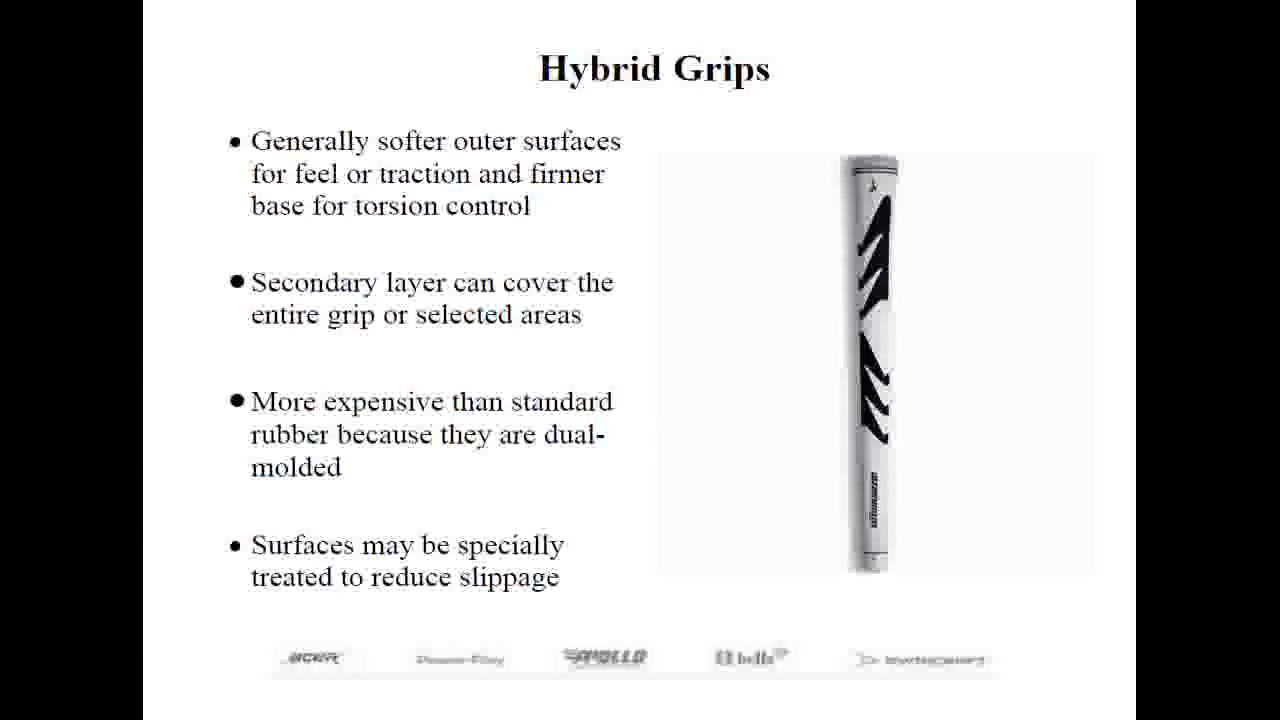 Hybrid Grips
• Generally softer outer surfaces
for feel or traction and firmer
base for torsion control
• Secondary layer can cover the
entire grip or selected areas
• More expensive than standard
rubber because they are dual-
molded
• Surfaces may be specially
treated to reduce slippage
APOLLO
bells